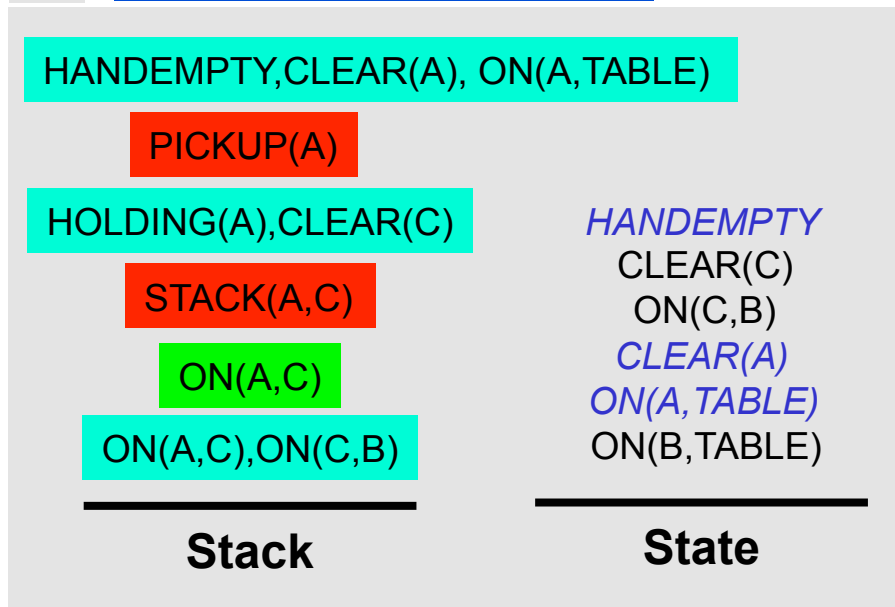 HANDEMPTY,CLEAR(A), ON(A,TABLE)
PICKUP(A)
HOLDING(A),CLEAR(C)
STACK(A,C)
ON(A,C)
ON(A,C),ON(C,B)
Stack
HANDEMPTY
CLEAR(C)
ON(C,B)
CLEAR(A)
ON(A,TABLE)
ON(B,TABLE)
State